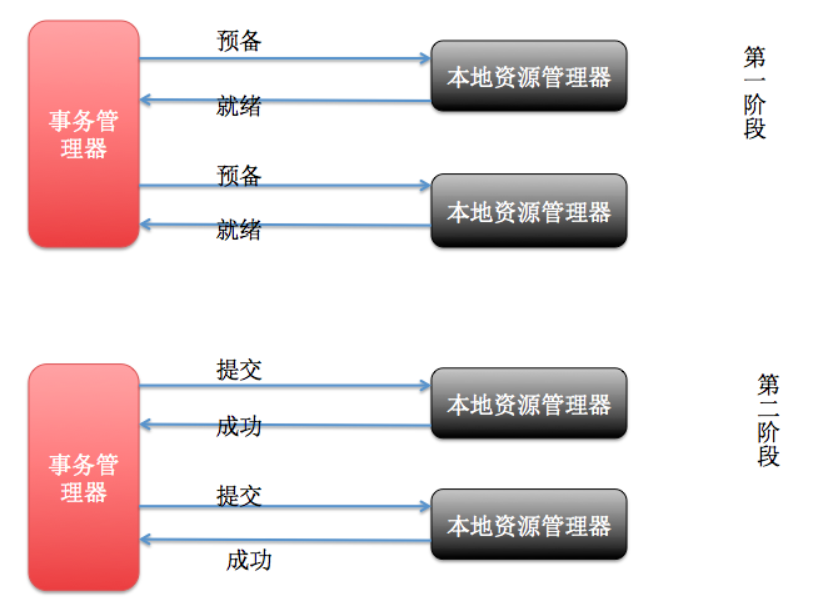 预备
本地资源管理器
第一阶段
就绪
事务管
理器
预备
本地资源管理器
就绪
提交
本地资源管理器
第二阶段
成功
事务管
理器
提交
本地资源管理器
成功